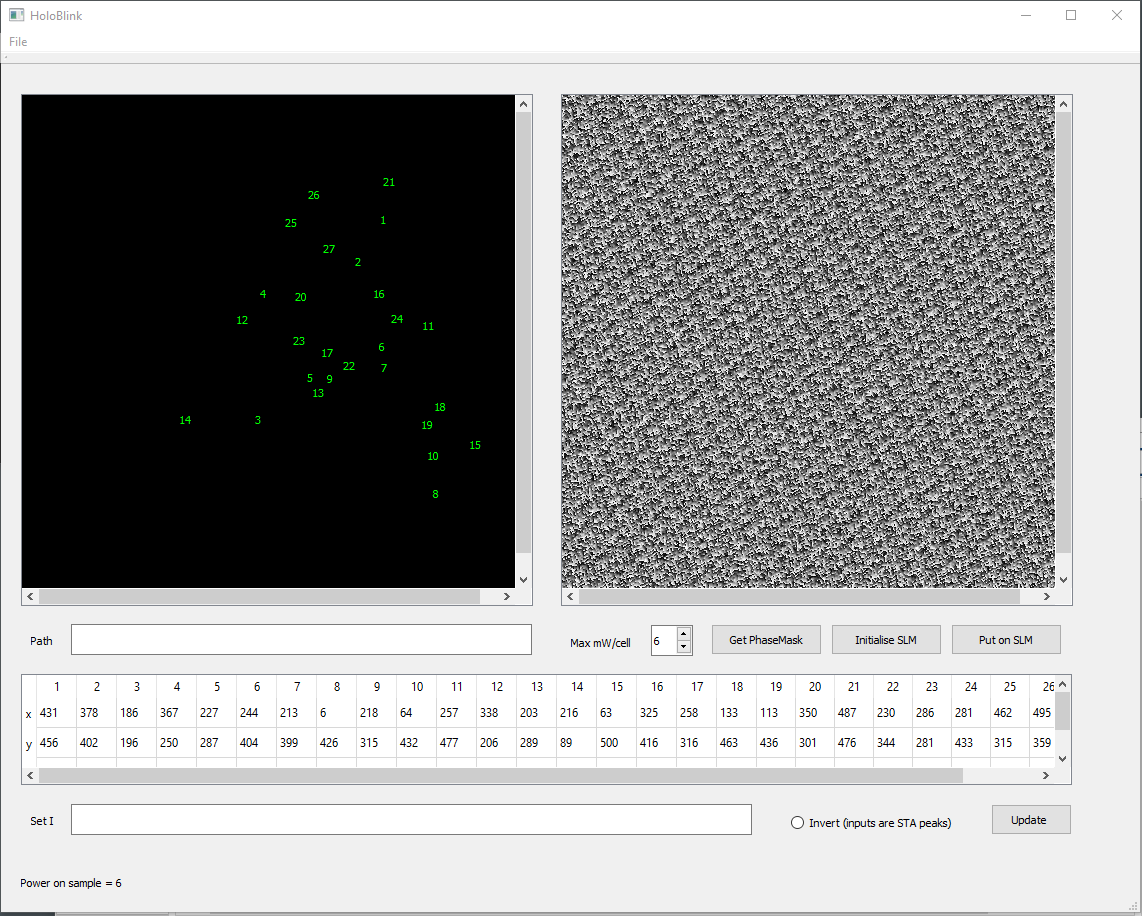 HoloBlink
File
21
26
25
1
27
2
4
20
16
12
24
11
23
17
6
22
7
5
9
13
18
14
3
19
15
10
8
Path
Max mW/cell
6
Get PhaseMask
Initialise SLM
Put on SLM
1 2 3 4 5 6 7 8 9 10 11 12 13 14 15 16 17 18 19 20 21 22 23 24 25 26
x 431 378 186 367 227 244 213 6 218 64 257 338 203 216 63 325 258 133 113 350 487 230 286 281 462 495
y 456 402 196 250 287 404 399 426 315 432 477 206 289 89 500 416 316 463 436 301 476 344 281 433 315 359
Set I
Invert (inputs are STA peaks)
Update
Power on sample = 6